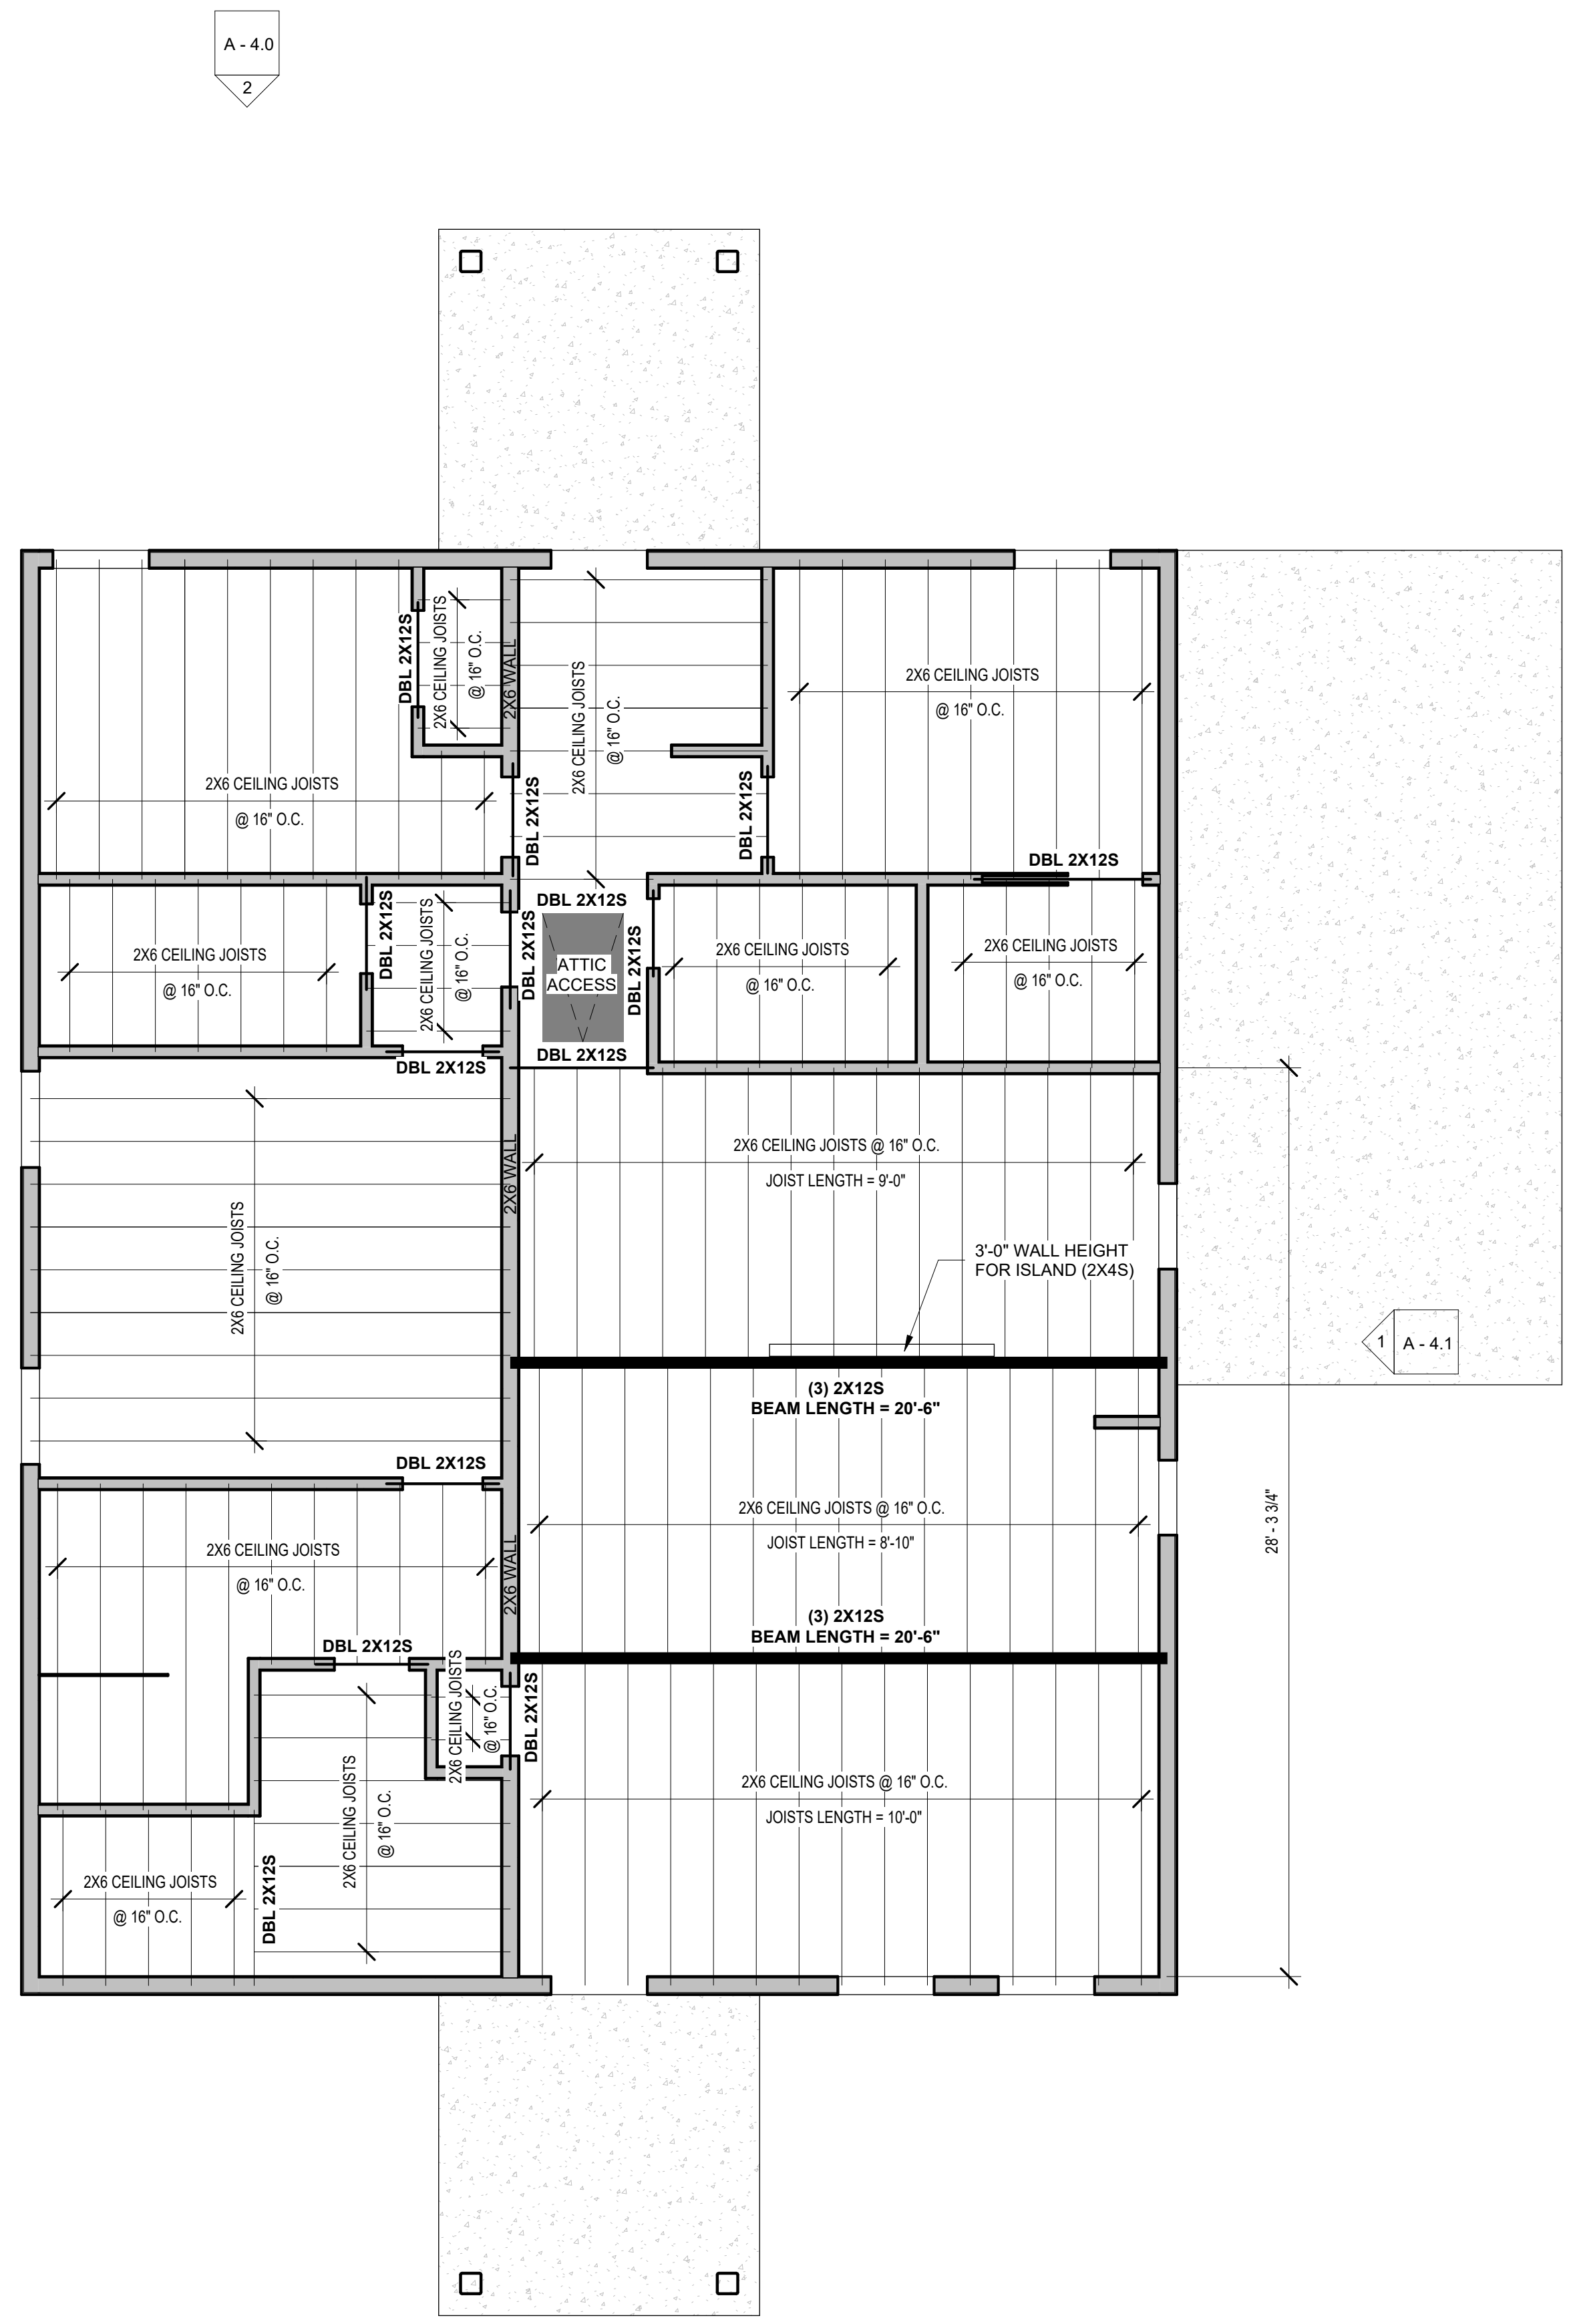 A - 4.0
2
2X6 CEILING JOISTS
@ 16" O.C.
DBL 2X12S
2X6 CEILING JOISTS
@ 16" O.C.
2X6 WALL
2X6 CEILING JOISTS
@ 16" O.C.
2X6 CEILING JOISTS
@ 16" O.C.
DBL 2X12S
DBL 2X12S
DBL 2X12S
2X6 CEILING JOISTS
@ 16" O.C.
DBL 2X12S
2X6 CEILING JOISTS
@ 16" O.C.
DBL 2X12S
DBL 2X12S
ATTIC
ACCESS
DBL 2X12S
2X6 CEILING JOISTS
@ 16" O.C.
2X6 CEILING JOISTS
@ 16" O.C.
DBL 2X12S
DBL 2X12S
2X6 CEILING JOISTS
@ 16" O.C.
2X6 WALL
2X6 CEILING JOISTS @ 16" O.C.
JOIST LENGTH = 9'-0"
3'-0" WALL HEIGHT
FOR ISLAND (2X4S)
1
A - 4.1
(3) 2X12S
BEAM LENGTH = 20'-6"
DBL 2X12S
2X6 CEILING JOISTS
@ 16" O.C.
2X6 WALL
2X6 CEILING JOISTS @ 16" O.C.
JOIST LENGTH = 8'-10"
28' - 3 3/4"
(3) 2X12S
BEAM LENGTH = 20'-6"
DBL 2X12S
2X6 CEILING JOISTS
@ 16" O.C.
DBL 2X12S
2X6 CEILING JOISTS
@ 16" O.C.
2X6 CEILING JOISTS @ 16" O.C.
JOISTS LENGTH = 10'-0"
2X6 CEILING JOISTS
@ 16" O.C.
DBL 2X12S